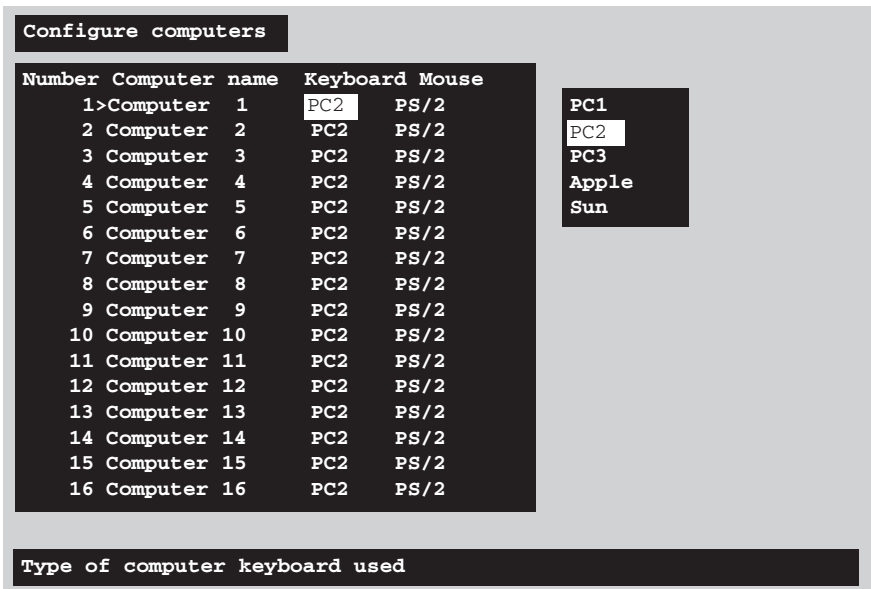 Configure computers
Number Computer name Keyboard Mouse
1>Computer 1 PC2 PS/2
2 Computer 2 PC2 PS/2
3 Computer 3 PC2 PS/2
4 Computer 4 PC2 PS/2
5 Computer 5 PC2 PS/2
6 Computer 6 PC2 PS/2
7 Computer 7 PC2 PS/2
8 Computer 8 PC2 PS/2
9 Computer 9 PC2 PS/2
10 Computer 10 PC2 PS/2
11 Computer 11 PC2 PS/2
12 Computer 12 PC2 PS/2
13 Computer 13 PC2 PS/2
14 Computer 14 PC2 PS/2
15 Computer 15 PC2 PS/2
16 Computer 16 PC2 PS/2
PC1
PC2
PC3
Apple
Sun
Type of computer keyboard used